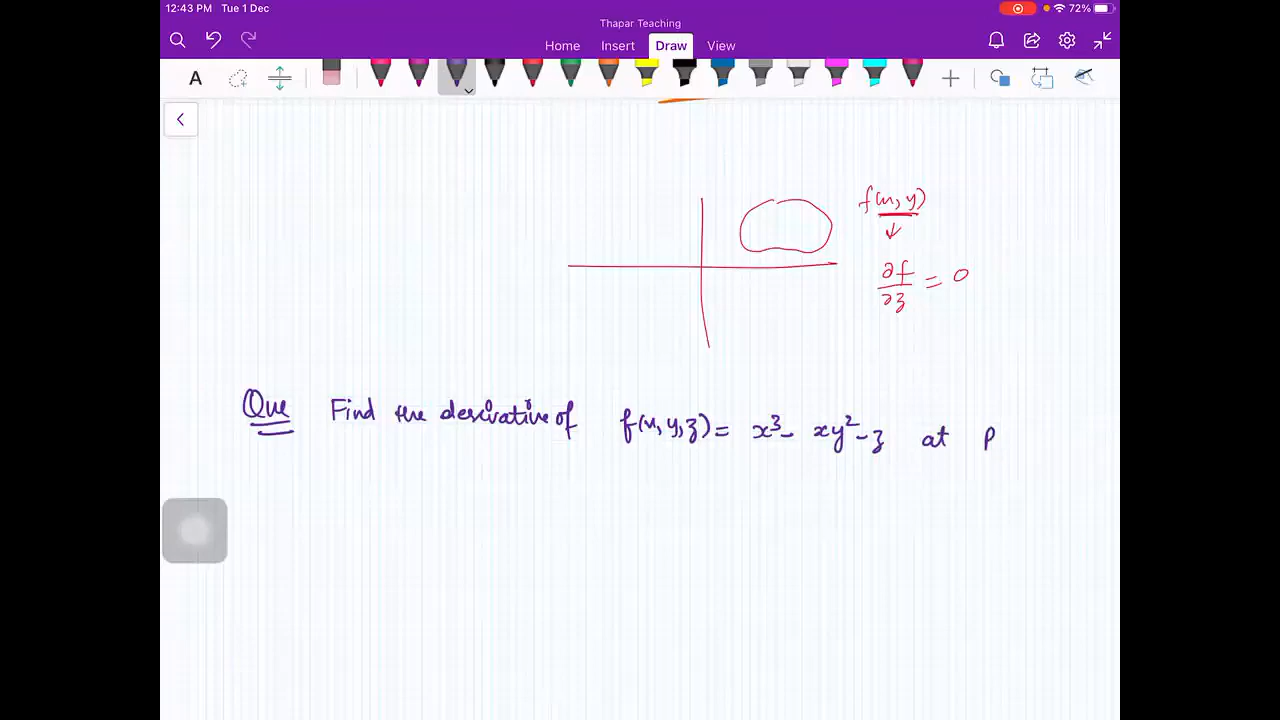 12:43 PM Tue 1 Dec
72%
Thapar Teaching
Home Insert Draw View
A
f(x, y)
↓
∂f/∂z = 0
Que Find the derivative of f(x, y, z) = x³ - xy² - z at P